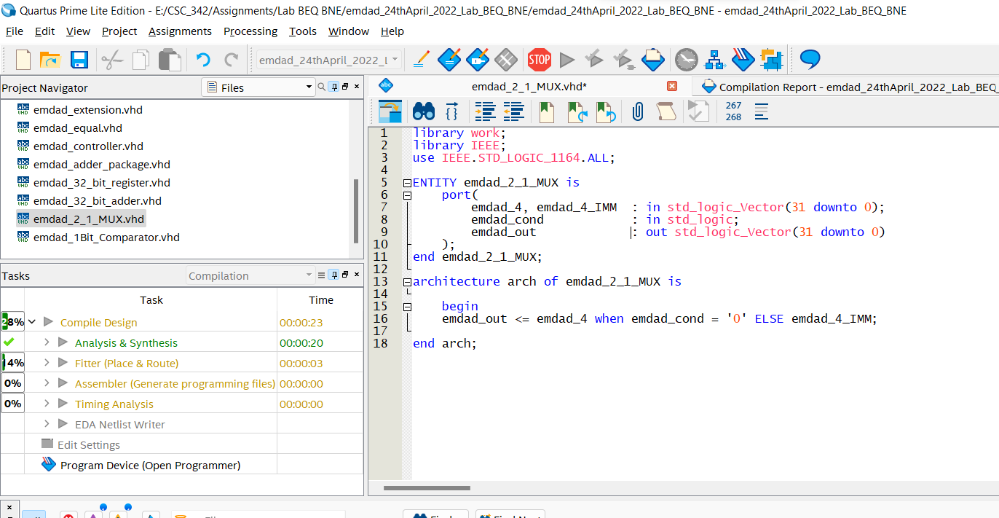 Quartus Prime Lite Edition - E:/CSC_342/Assignments/Lab BEQ BNE/emdad_24thApril_2022_Lab_BEQ_BNE/emdad_24thApril_2022_Lab_BEQ_BNE - emdad_24thApril_2022_Lab_BEQ_BNE
File Edit View Project Assignments Processing Tools Window Help
emdad_24thApril_2022_L
STOP
Project Navigator
Files
emdad_extension.vhd
emdad_equal.vhd
emdad_controller.vhd
emdad_adder_package.vhd
emdad_32_bit_register.vhd
emdad_32_bit_adder.vhd
emdad_2_1_MUX.vhd
emdad_1Bit_Comparator.vhd
Tasks
Compilation
Task Time
28% Compile Design 00:00:23
Analysis & Synthesis 00:00:20
14% Fitter (Place & Route) 00:00:03
0% Assembler (Generate programming files) 00:00:00
0% Timing Analysis 00:00:00
EDA Netlist Writer
Edit Settings
Program Device (Open Programmer)
emdad_2_1_MUX.vhd*
Compilation Report - emdad_24thApril_2022_Lab_BEQ_
267
268
1 library work;
2 library IEEE;
3 use IEEE.STD_LOGIC_1164.ALL;
4
5 ENTITY emdad_2_1_MUX is
6 port(
7 emdad_4, emdad_4_IMM : in std_logic_Vector(31 downto 0);
8 emdad_cond : in std_logic;
9 emdad_out : out std_logic_Vector(31 downto 0)
10 );
11 end emdad_2_1_MUX;
12
13 architecture arch of emdad_2_1_MUX is
14
15 begin
16 emdad_out <= emdad_4 when emdad_cond = '0' ELSE emdad_4_IMM;
17
18 end arch;